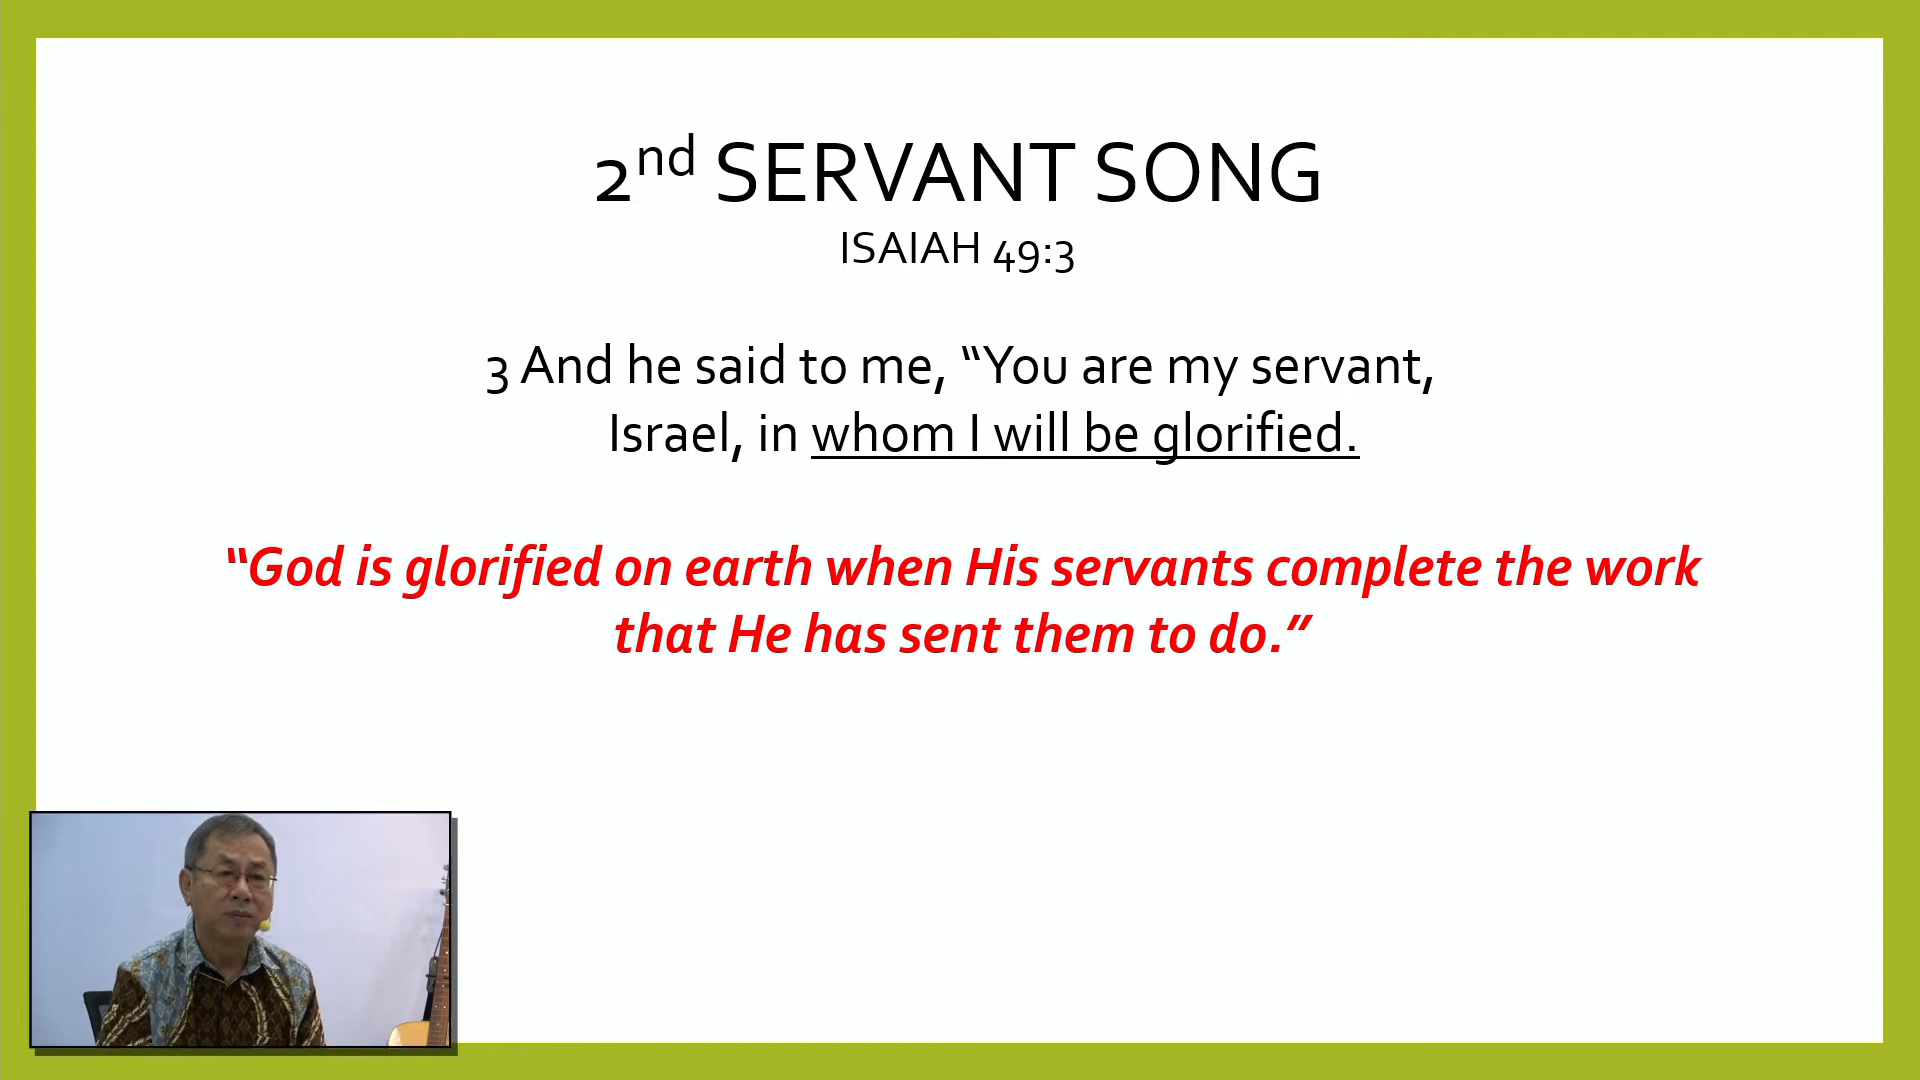 2nd SERVANT SONG
ISAIAH 49:3
3 And he said to me, “You are my servant,
Israel, in whom I will be glorified.
“God is glorified on earth when His servants complete the work
that He has sent them to do.”